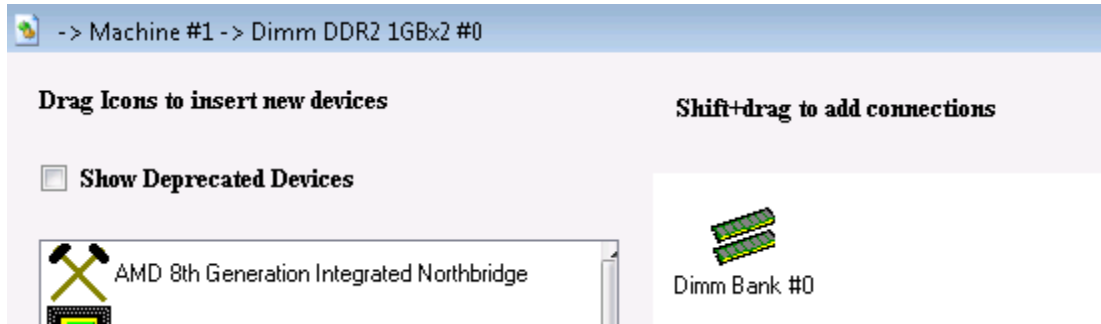 -> Machine #1 -> Dimm DDR2 1GBx2 #0
Drag Icons to insert new devices
Shift+drag to add connections
Show Deprecated Devices
AMD 8th Generation Integrated Northbridge
Dimm Bank #0